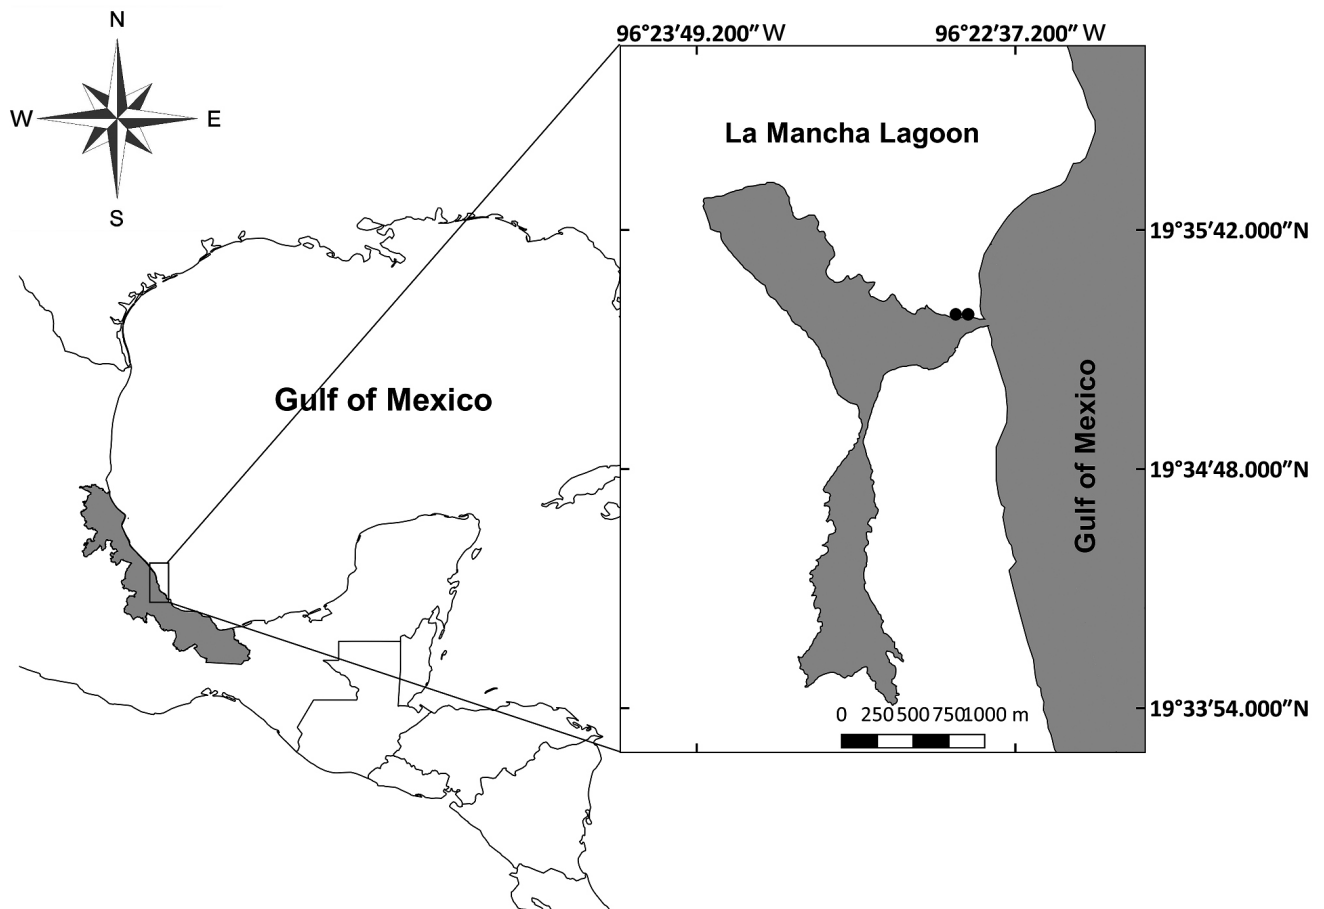 N
W
E
S
96°23′49.200″W
96°22′37.200″W
La Mancha Lagoon
19°35′42.000″N
Gulf of Mexico
Gulf of Mexico
19°34′48.000″N
19°33′54.000″N
0 250 500 750 1000 m